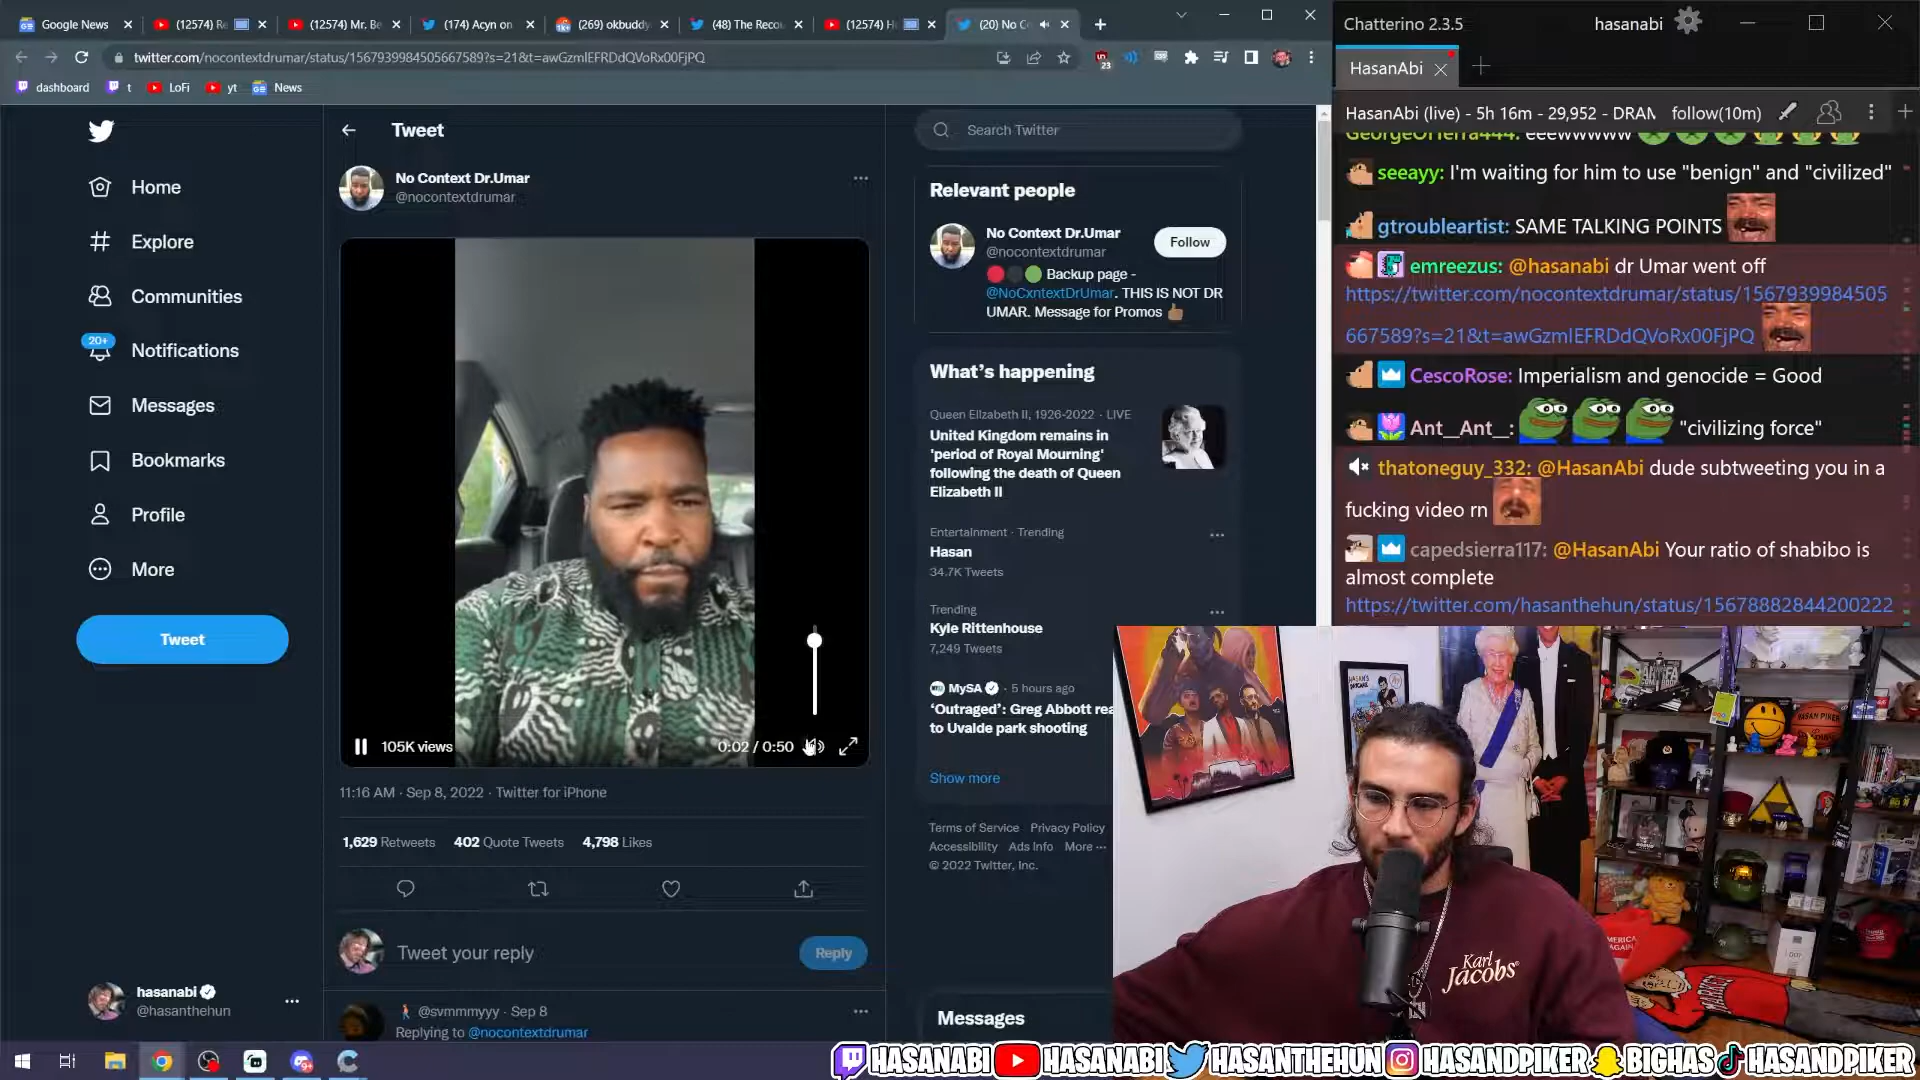 Google News
(12574) R
(12574) Mr. Be
(174) Acyn on
(269) okbuddy
(48) The Recou
(12574) H
(20) No C
twitter.com/nocontextdrumar/status/1567939984505667589?s=21&t=awGzmlEFRDdQVoRx00FjPQ
23
dashboard
t
LoFi
yt
News
Home
Explore
Communities
20+
Notifications
Messages
Bookmarks
Profile
More
Tweet
hasanabi
@hasanthehun
Tweet
No Context Dr.Umar
@nocontextdrumar
105K views
0:02 / 0:50
11:16 AM · Sep 8, 2022 · Twitter for iPhone
1,629 Retweets 402 Quote Tweets 4,798 Likes
Tweet your reply
Reply
@svmmmyyy · Sep 8
Replying to @nocontextdrumar
Search Twitter
Relevant people
No Context Dr.Umar
@nocontextdrumar
Follow
Backup page -
@NoCxntextDrUmar. THIS IS NOT DR
UMAR. Message for Promos
What's happening
Queen Elizabeth II, 1926-2022 · LIVE
United Kingdom remains in
'period of Royal Mourning'
following the death of Queen
Elizabeth II
Entertainment · Trending
Hasan
34.7K Tweets
Trending
Kyle Rittenhouse
7,249 Tweets
MySA · 5 hours ago
'Outraged': Greg Abbott rea
to Uvalde park shooting
Show more
Terms of Service Privacy Policy
Accessibility Ads Info More ···
© 2022 Twitter, Inc.
Messages
Chatterino 2.3.5
hasanabi
HasanAbi
HasanAbi (live) - 5h 16m - 29,952 - DRAM
follow(10m)
eeewwwww
seeayy: I'm waiting for him to use "benign" and "civilized"
gtroubleartist: SAME TALKING POINTS
emreezus: @hasanabi dr Umar went off
https://twitter.com/nocontextdrumar/status/1567939984505
667589?s=21&t=awGzmlEFRDdQVoRx00FjPQ
CescoRose: Imperialism and genocide = Good
Ant__Ant__: "civilizing force"
thatoneguy_332: @HasanAbi dude subtweeting you in a
fucking video rn
capedsierra117: @HasanAbi Your ratio of shabibo is
almost complete
https://twitter.com/hasanthehun/status/15678882844200222
HASAN PIKER
AMERICA
AGAIN
Karl
Jacobs
HASANABI
HASANABI
HASANTHEHUN
HASANDPIKER
BIGHAS
HASANDPIKER